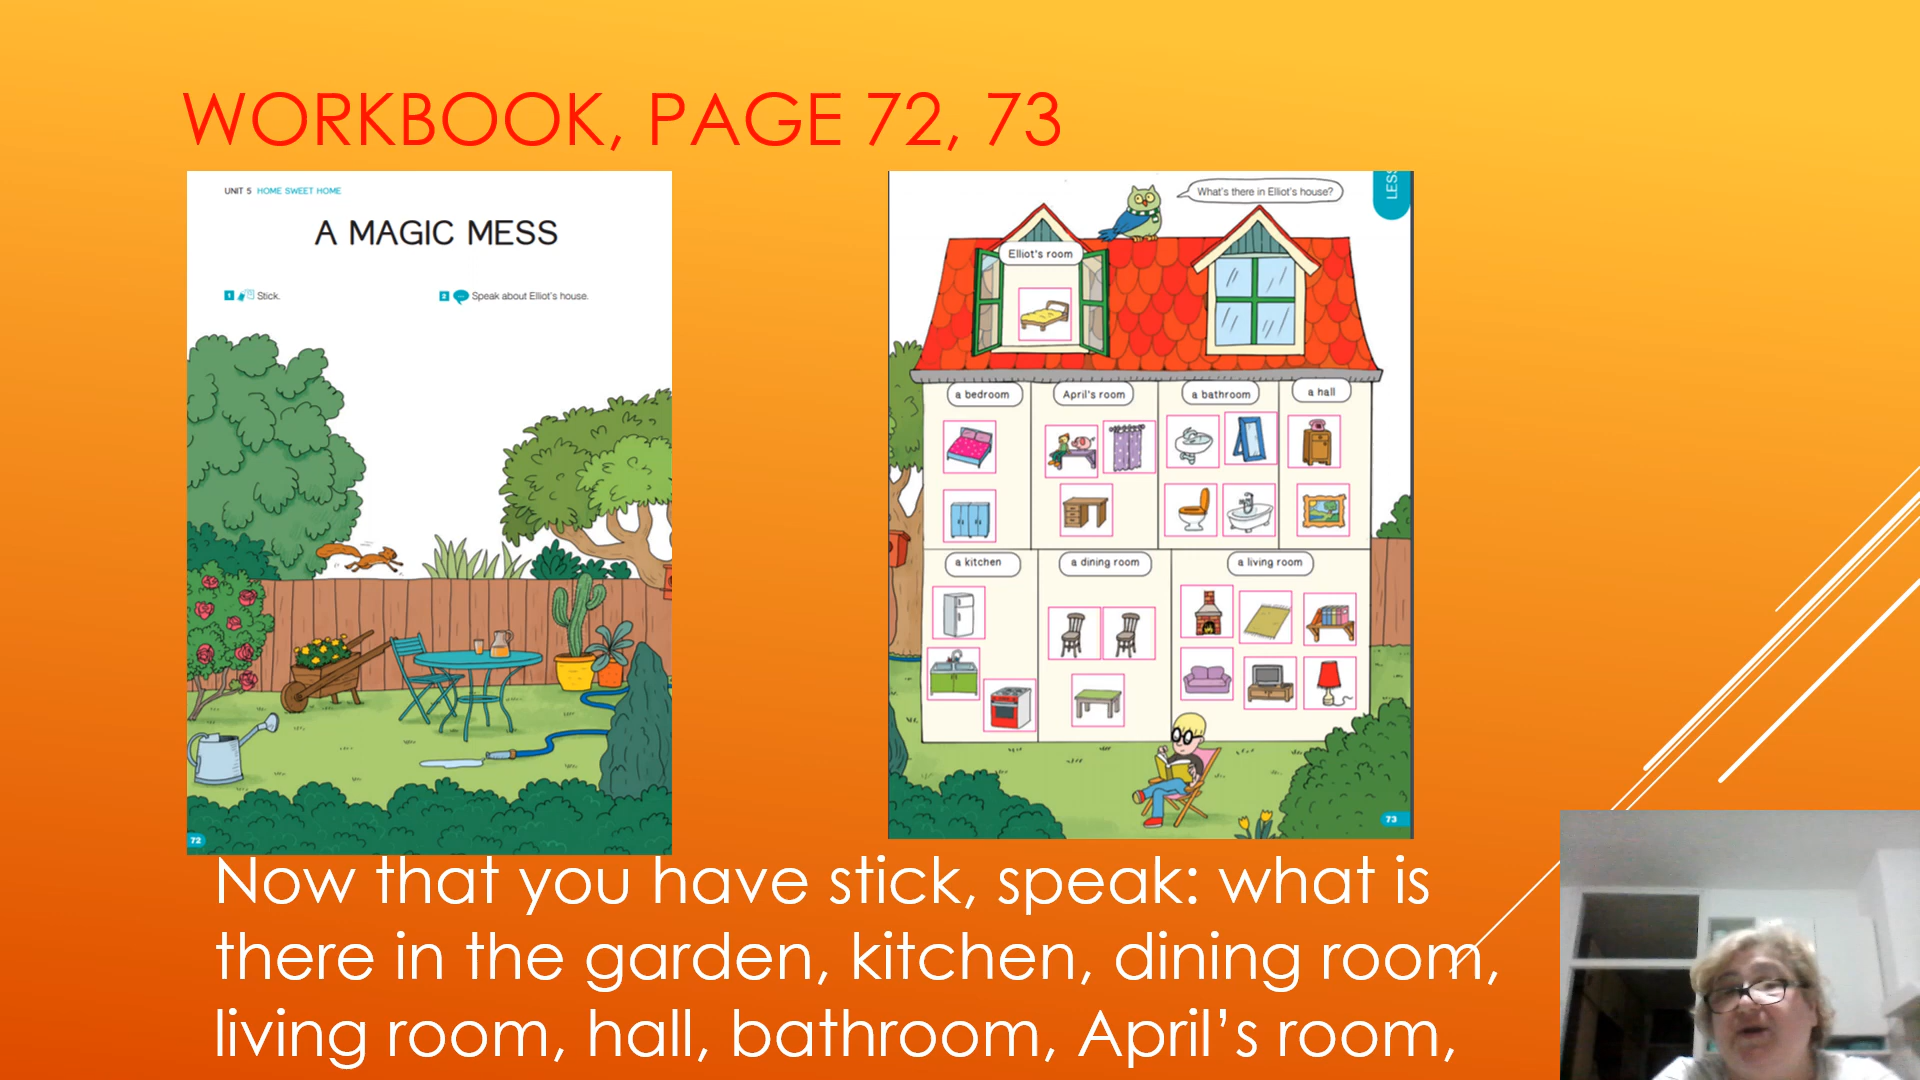 WORKBOOK, PAGE 72, 73
UNIT 5 HOME SWEET HOME
A MAGIC MESS
1 Stick.
2 Speak about Elliot's house.
72
What's there in Elliot's house?
LESS
Elliot's room
a bedroom
April's room
a bathroom
a hall
a kitchen
a dining room
a living room
73
Now that you have stick, speak: what is
there in the garden, kitchen, dining room,
living room, hall, bathroom, April’s room,